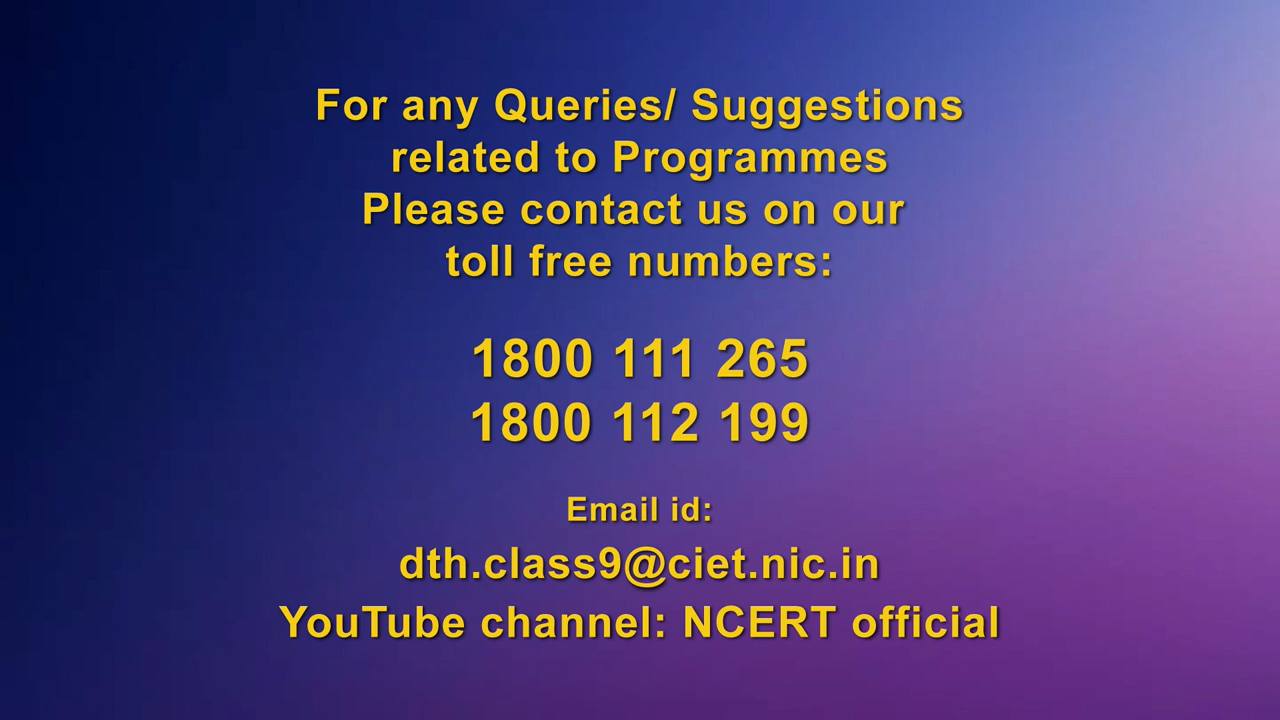 For any Queries/ Suggestions
related to Programmes
Please contact us on our
toll free numbers:
1800 111 265
1800 112 199
Email id:
dth.class9@ciet.nic.in
YouTube channel: NCERT official